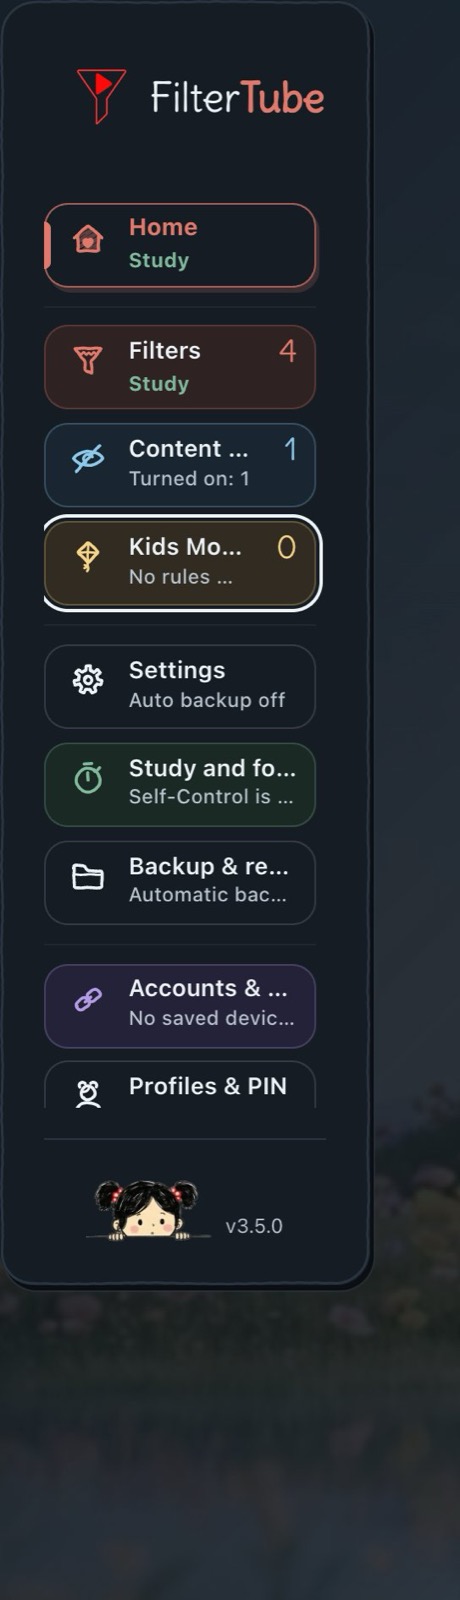 FilterTube
Home
Study
Filters
4
Study
Content ...
1
Turned on: 1
Kids Mo...
0
No rules ...
Settings
Auto backup off
Study and fo...
Self-Control is ...
Backup & re...
Automatic bac...
Accounts & ...
No saved devic...
Profiles & PIN
v3.5.0